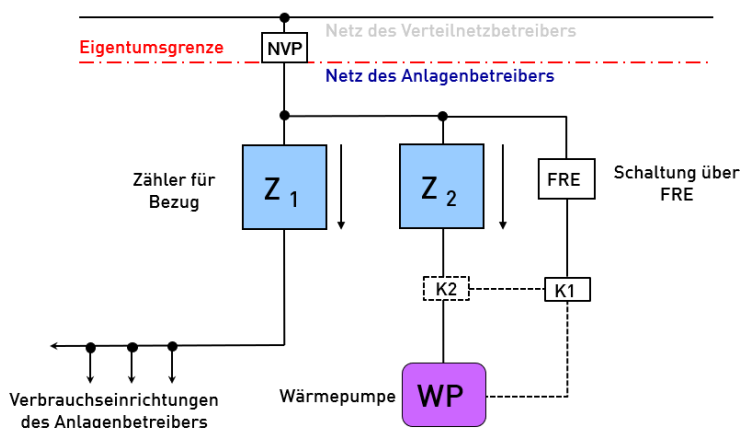 Netz des Verteilnetzbetreibers
Eigentumsgrenze
NVP
Netz des Anlagenbetreibers
Zähler für
Bezug
Z 1
Z 2
FRE
Schaltung über
FRE
K2
K1
Wärmepumpe
WP
Verbrauchseinrichtungen
des Anlagenbetreibers